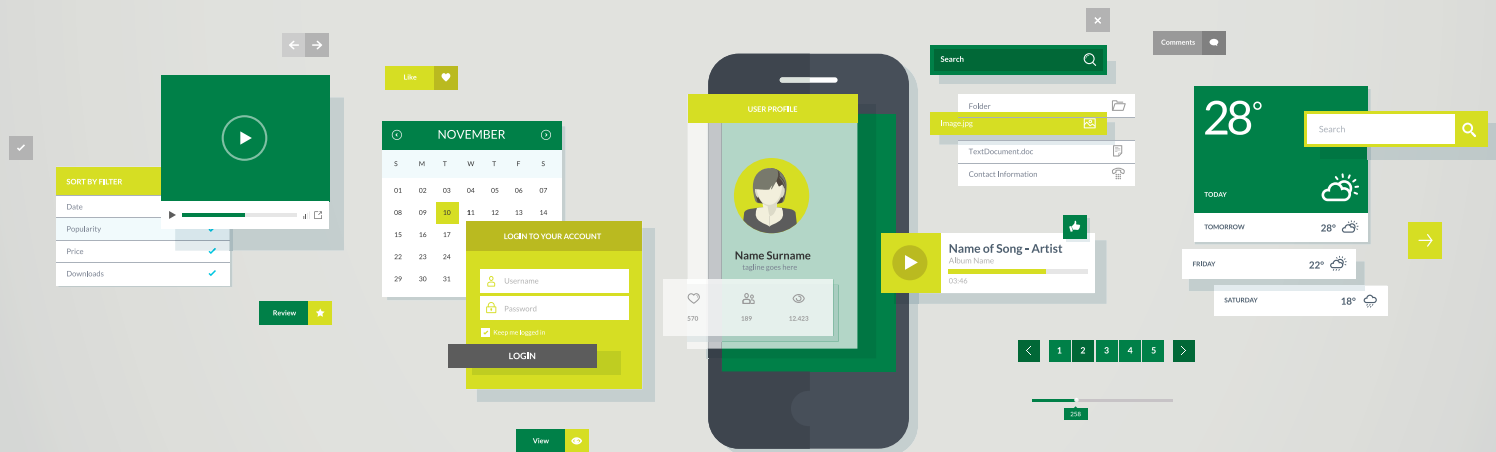 SORT BY FILTER
Date
Popularity
Price
Downloads
Review
Like
NOVEMBER
S M T W T F S
01 02 03 04 05 06 07
08 09 10 11 12 13 14
15 16 17
22 23 24
29 30 31
LOGIN TO YOUR ACCOUNT
Username
Password
Keep me logged in
LOGIN
View
USER PROFILE
Name Surname
tagline goes here
570 189 12.423
Search
Folder
Image.jpg
TextDocument.doc
Contact Information
Name of Song - Artist
Album Name
03:46
1 2 3 4 5
258
Comments
28°
Search
TODAY
TOMORROW 28°
FRIDAY 22°
SATURDAY 18°